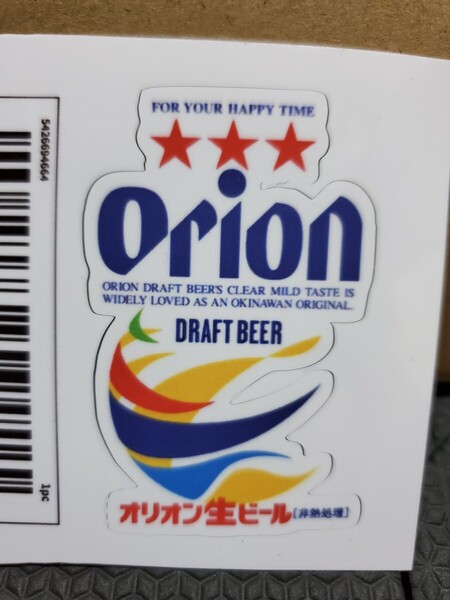 FOR YOUR HAPPY TIME
Orion
ORION DRAFT BEER'S CLEAR MILD TASTE IS
WIDELY LOVED AS AN OKINAWAN ORIGINAL.
DRAFT BEER
オリオン生ビール [非熱処理]
5426694664
1pc